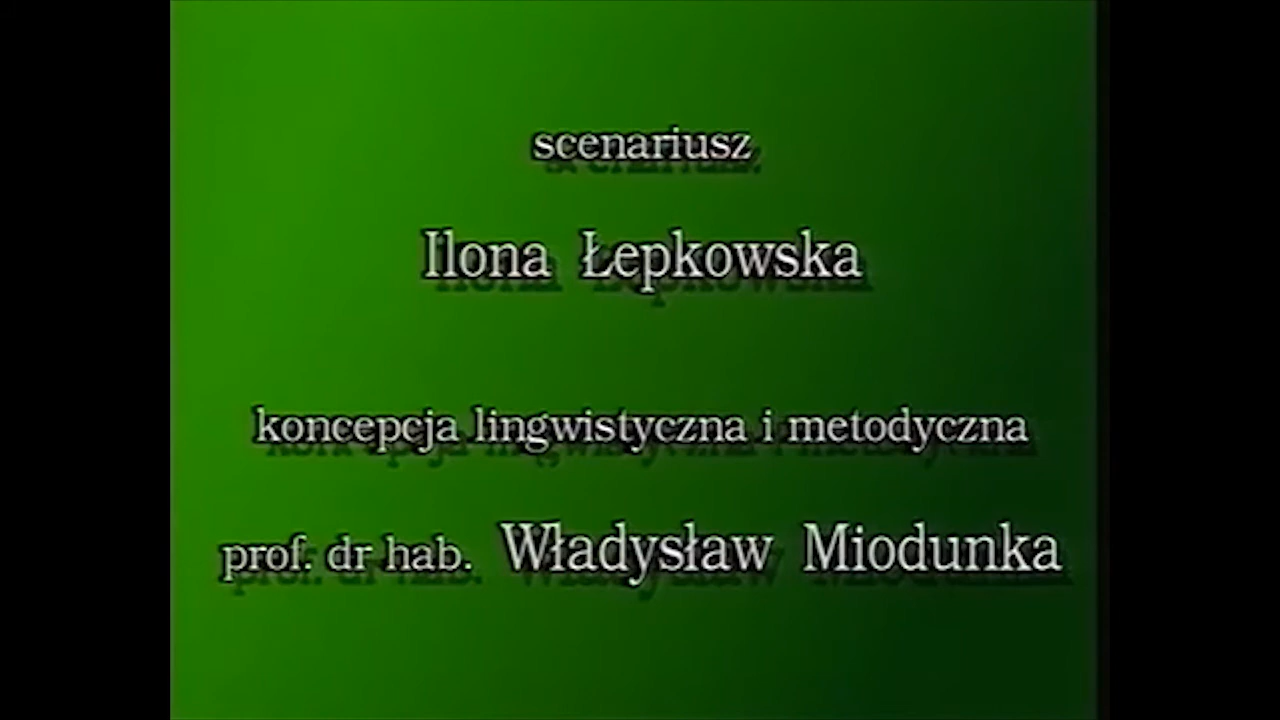 scenariusz
Ilona Łepkowska
koncepcja lingwistyczna i metodyczna
prof. dr hab. Władysław Miodunka